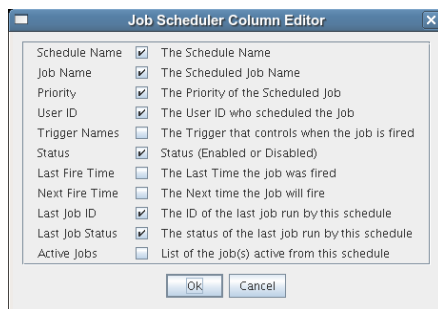 Job Scheduler Column Editor
Schedule Name The Schedule Name
Job Name The Scheduled Job Name
Priority The Priority of the Scheduled Job
User ID The User ID who scheduled the job
Trigger Names The Trigger that controls when the job is fired
Status Status (Enabled or Disabled)
Last Fire Time The Last Time the job was fired
Next Fire Time The Next time the Job will fire
Last Job ID The ID of the last job run by this schedule
Last Job Status The status of the last job run by this schedule
Active Jobs List of the job(s) active from this schedule
Ok Cancel